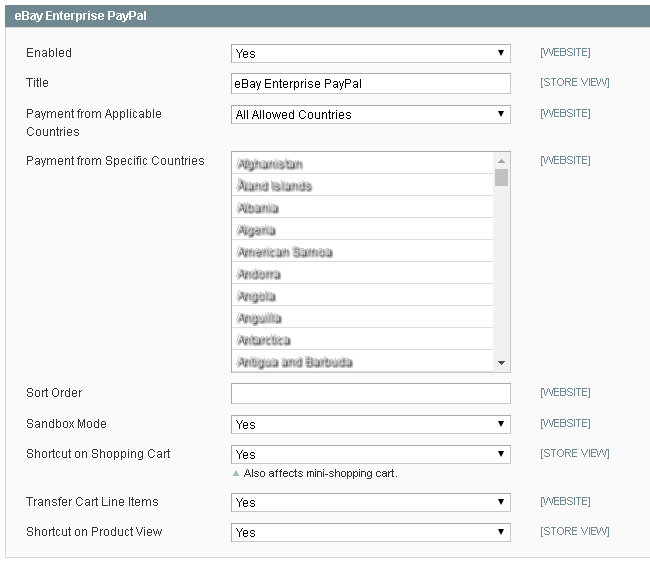 eBay Enterprise PayPal
Enabled Yes [WEBSITE]
Title eBay Enterprise PayPal [STORE VIEW]
Payment from Applicable Countries All Allowed Countries [WEBSITE]
Payment from Specific Countries [WEBSITE]
Afghanistan
Åland Islands
Albania
Algeria
American Samoa
Andorra
Angola
Anguilla
Antarctica
Antigua and Barbuda
Sort Order [WEBSITE]
Sandbox Mode Yes [WEBSITE]
Shortcut on Shopping Cart Yes [STORE VIEW]
Also affects mini-shopping cart.
Transfer Cart Line Items Yes [WEBSITE]
Shortcut on Product View Yes [STORE VIEW]